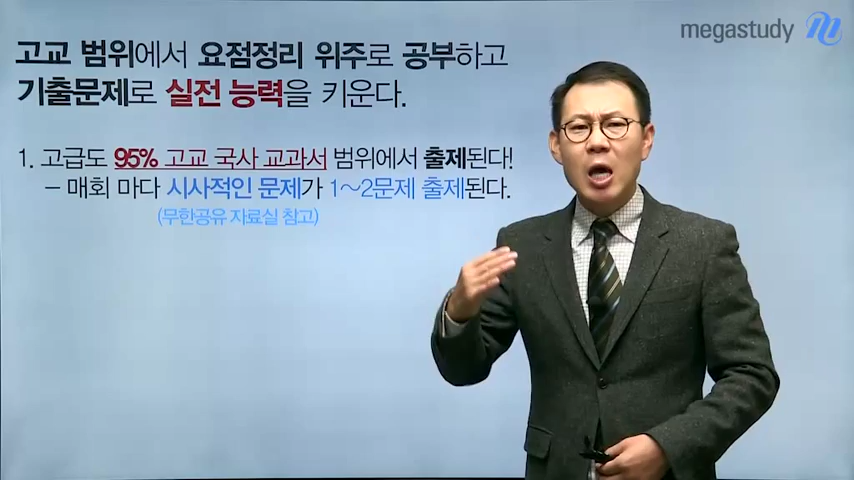 megastudy
고교 범위에서 요점정리 위주로 공부하고
기출문제로 실전 능력을 키운다.
1. 고급도 95% 고교 국사 교과서 범위에서 출제된다!
– 매회 마다 시사적인 문제가 1~2문제 출제된다.
(무한공유 자료실 참고)